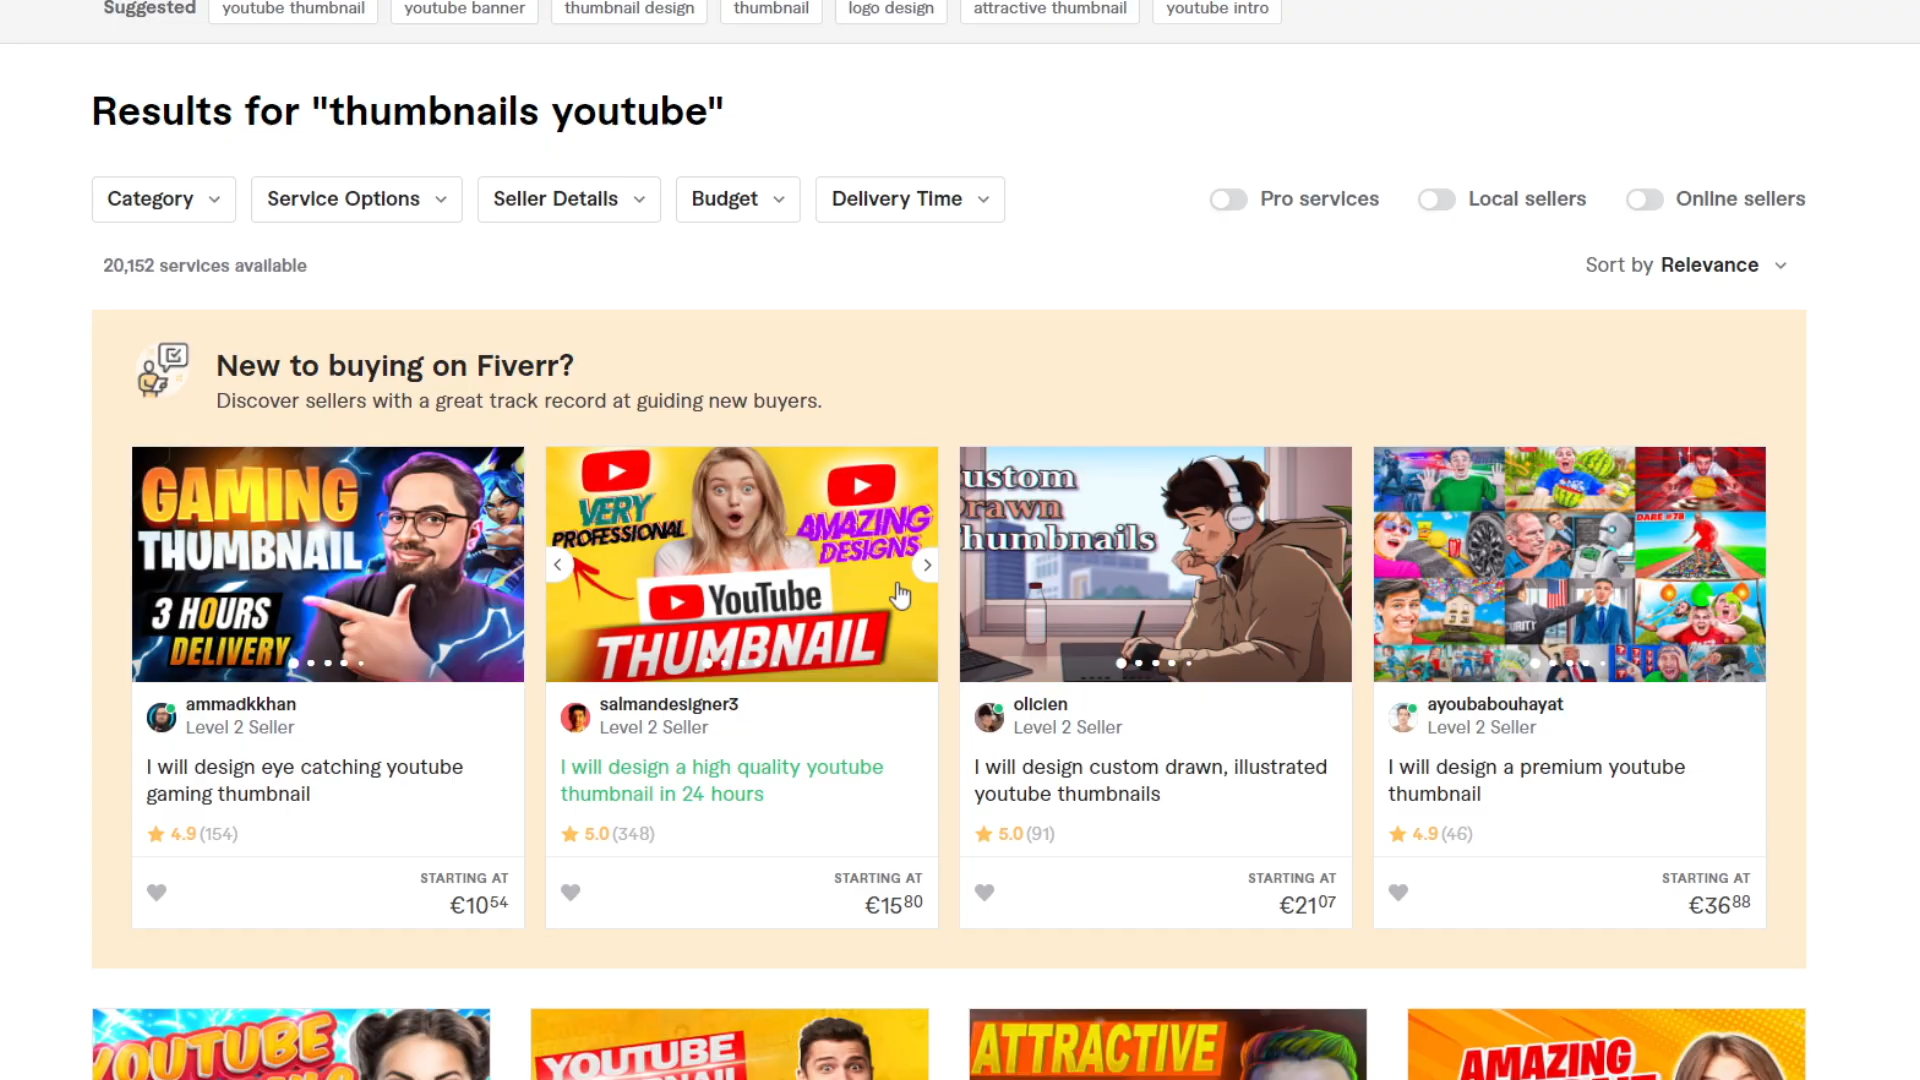 Suggested youtube thumbnail youtube banner thumbnail design thumbnail logo design attractive thumbnail youtube intro
Results for "thumbnails youtube"
Category Service Options Seller Details Budget Delivery Time Pro services Local sellers Online sellers
20,152 services available Sort by Relevance
New to buying on Fiverr?
Discover sellers with a great track record at guiding new buyers.
GAMING
THUMBNAIL
3 HOURS
DELIVERY
VERY
PROFESSIONAL
AMAZING
DESIGNS
YouTube
THUMBNAIL
ustom
rawn
humbnails
DARE #78
ammadkkhan
Level 2 Seller
I will design eye catching youtube
gaming thumbnail
4.9 (154)
STARTING AT
€10 54
salmandesigner3
Level 2 Seller
I will design a high quality youtube
thumbnail in 24 hours
5.0 (348)
STARTING AT
€15 80
olicien
Level 2 Seller
I will design custom drawn, illustrated
youtube thumbnails
5.0 (91)
STARTING AT
€21 07
ayoubabouhayat
Level 2 Seller
I will design a premium youtube
thumbnail
4.9 (46)
STARTING AT
€36 88
YOUTUBE
YOUTUBE
ATTRACTIVE
AMAZING